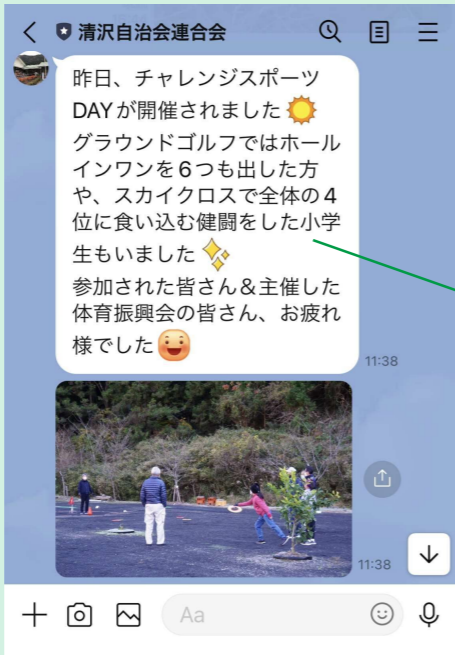 清沢自治会連合会
昨日、チャレンジスポーツ
DAYが開催されました
グラウンドゴルフではホール
インワンを6つも出した方
や、スカイクロスで全体の4
位に食い込む健闘をした小学
生もいました
参加された皆さん&主催した
体育振興会の皆さん、お疲れ
様でした
11:38
11:38
Aa